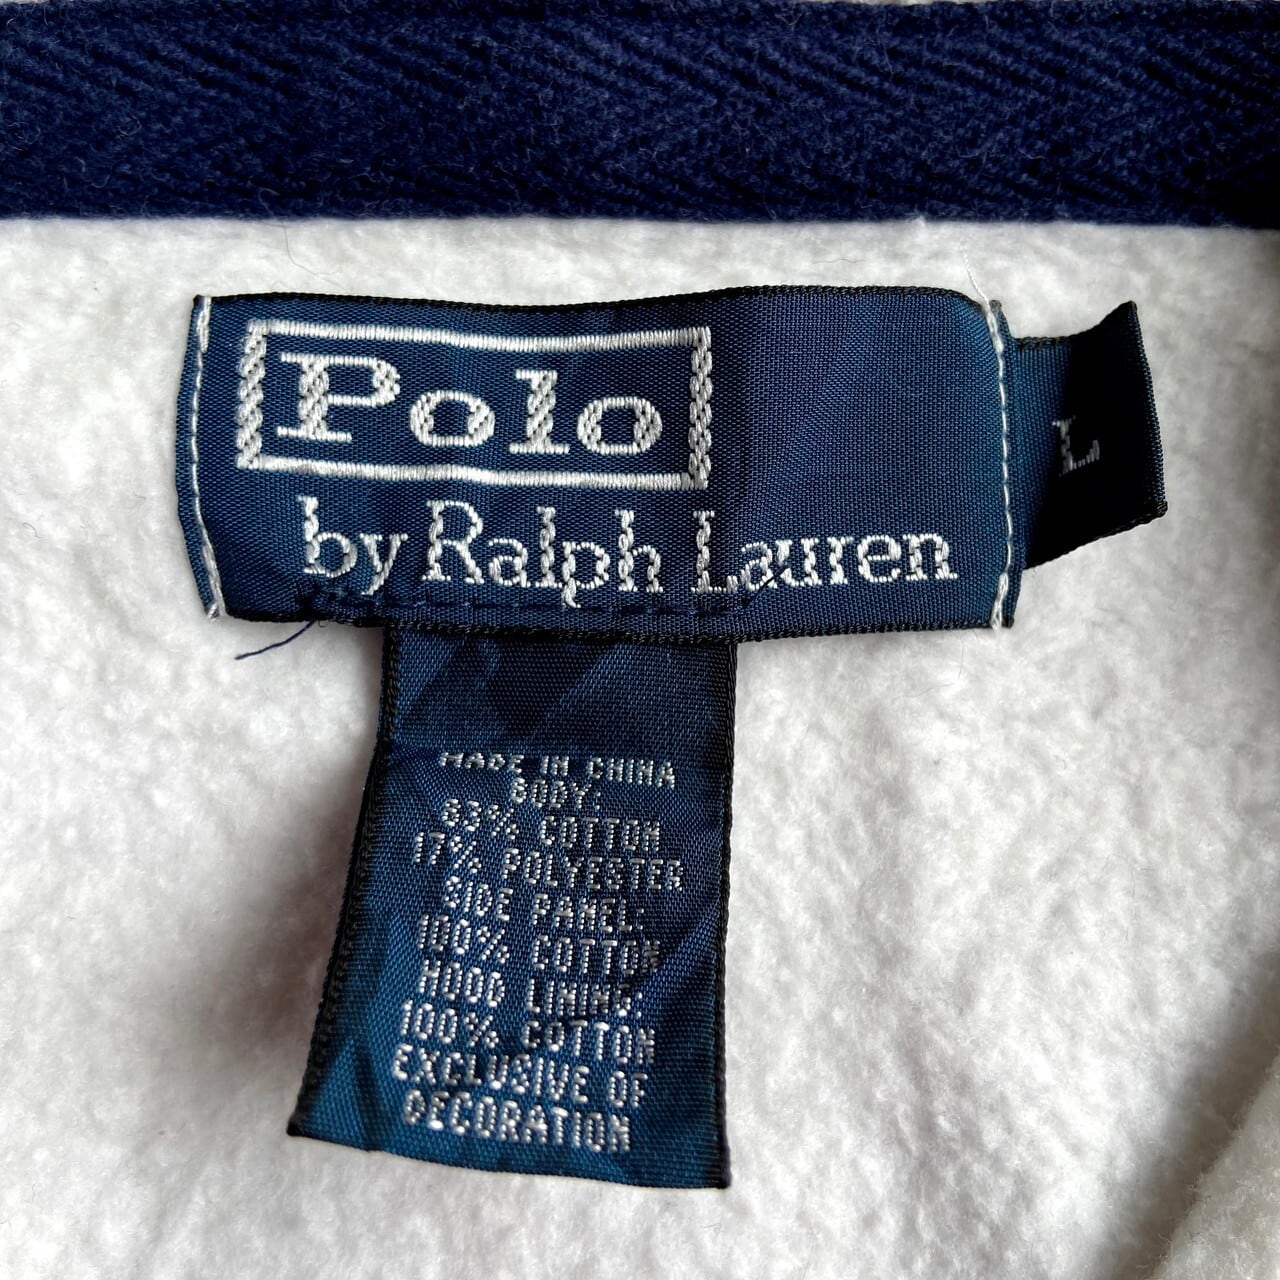 Polo
by Ralph Lauren
L
MADE IN CHINA
BODY:
83% COTTON
17% POLYESTER
SIDE PANEL:
100% COTTON
HOOD LINING:
100% COTTON
EXCLUSIVE OF
DECORATION